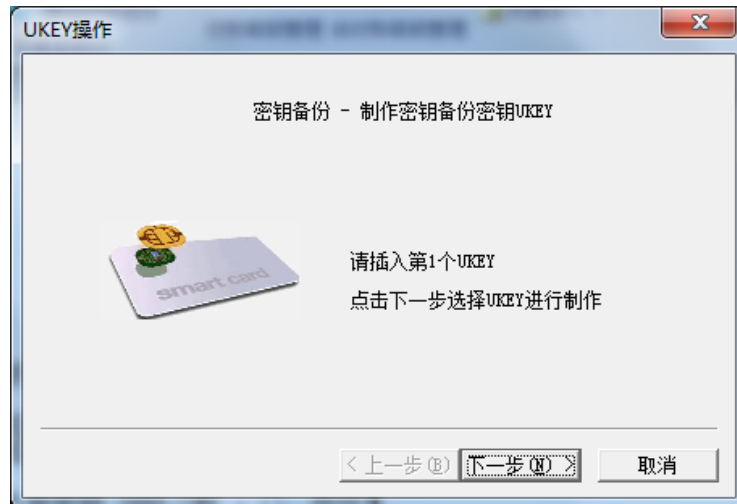 UKEY操作
密钥备份 - 制作密钥备份密钥UKEY
smart card
请插入第1个UKEY
点击下一步选择UKEY进行制作
<上一步(B)
下一步(N)>
取消